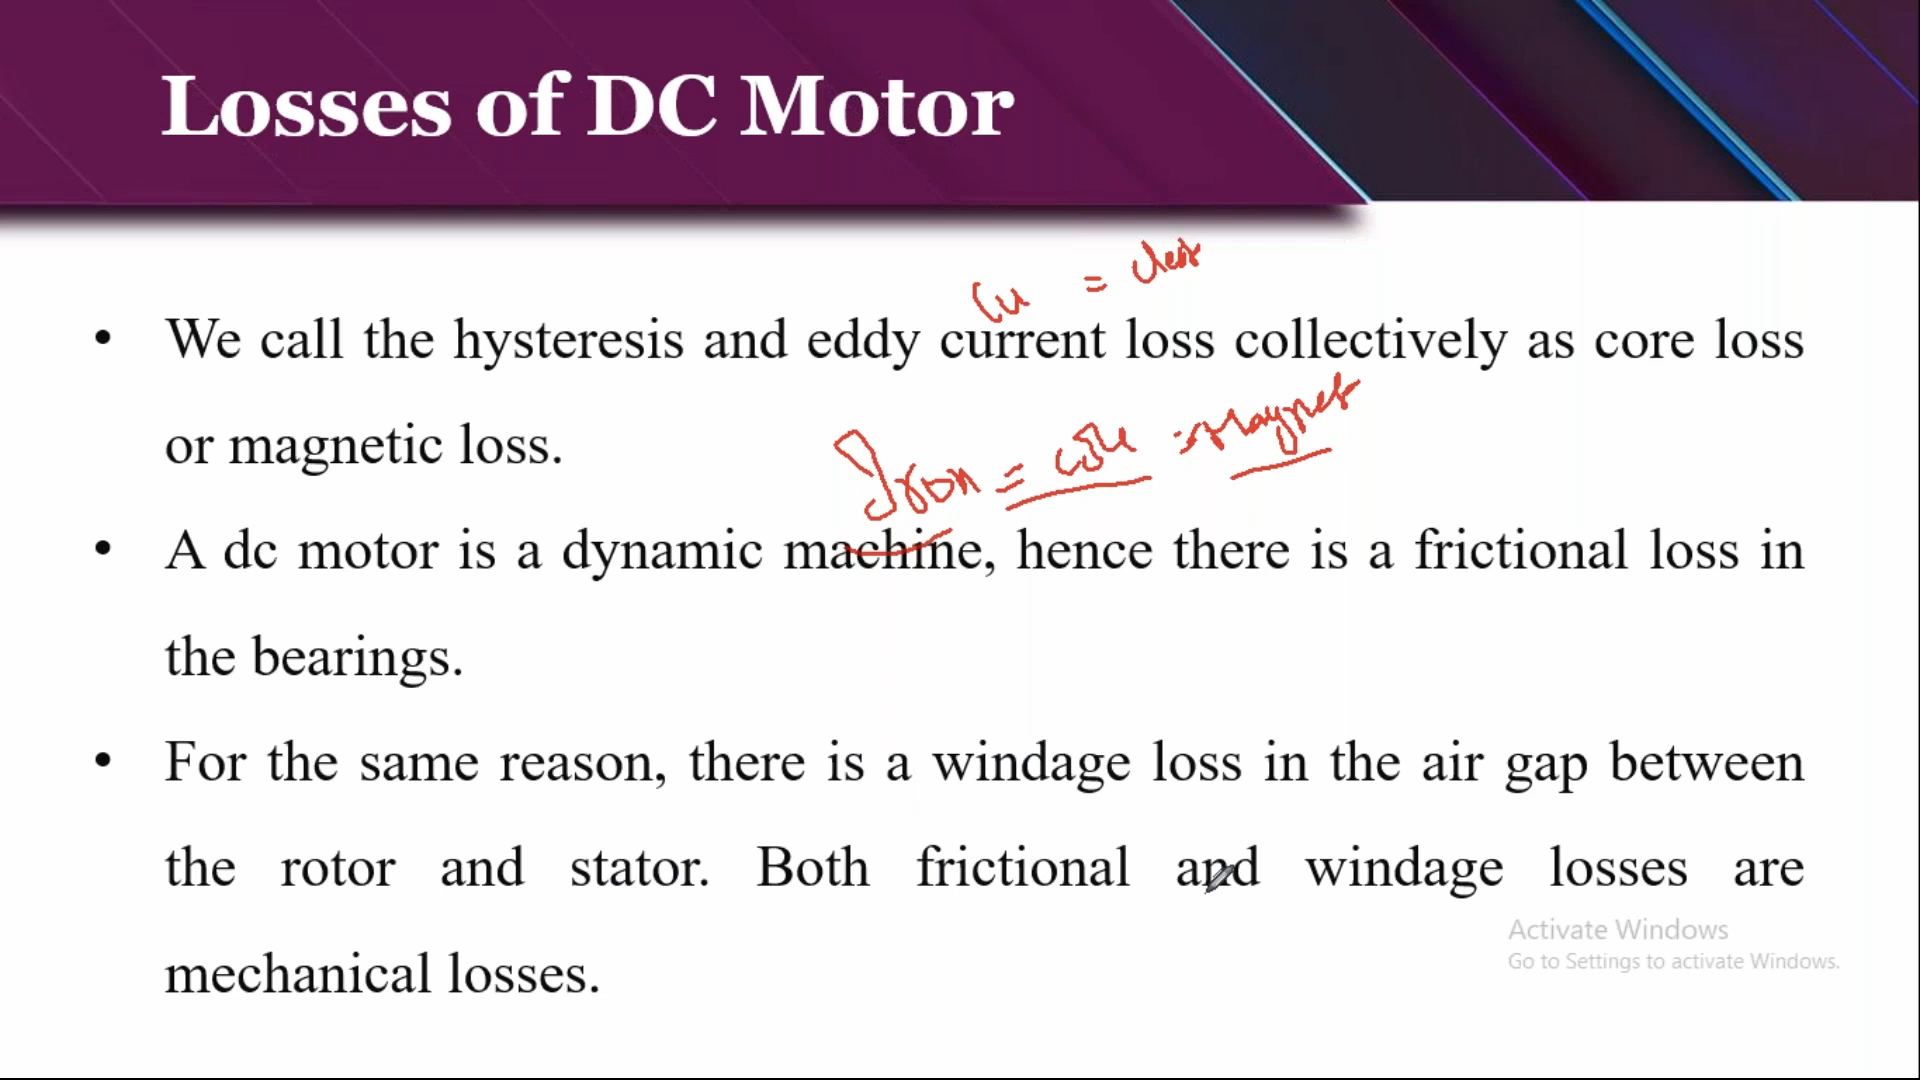 Losses of DC Motor
Cu =
• We call the hysteresis and eddy current loss collectively as core loss
or magnetic loss.
Iron = core = Magnet
• A dc motor is a dynamic machine, hence there is a frictional loss in
the bearings.
• For the same reason, there is a windage loss in the air gap between
the rotor and stator. Both frictional and windage losses are
mechanical losses.
Activate Windows
Go to Settings to activate Windows.